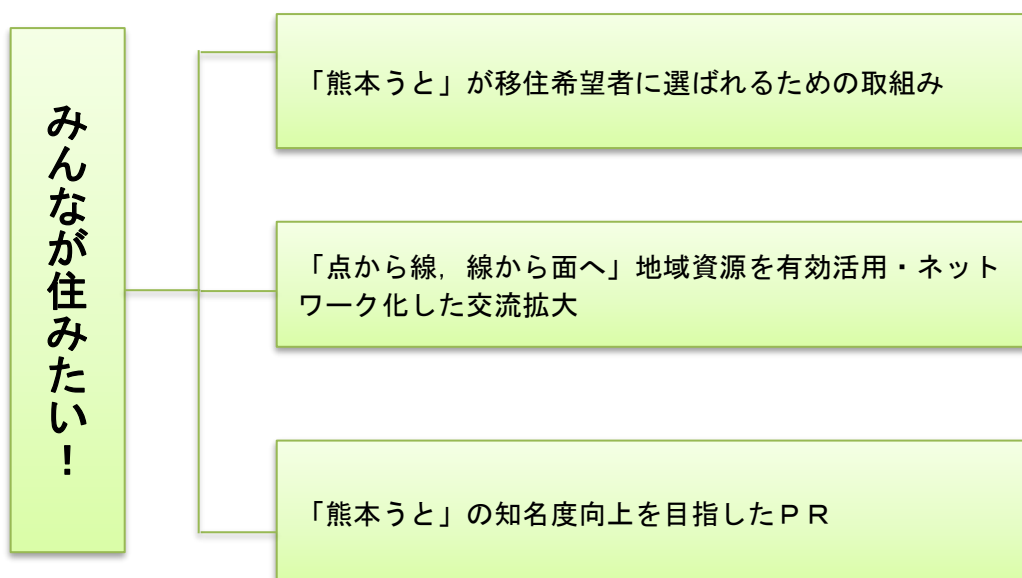 みんなが住みたい！
「熊本うと」が移住希望者に選ばれるための取組み
「点から線，線から面へ」地域資源を有効活用・ネット
ワーク化した交流拡大
「熊本うと」の知名度向上を目指したＰＲ